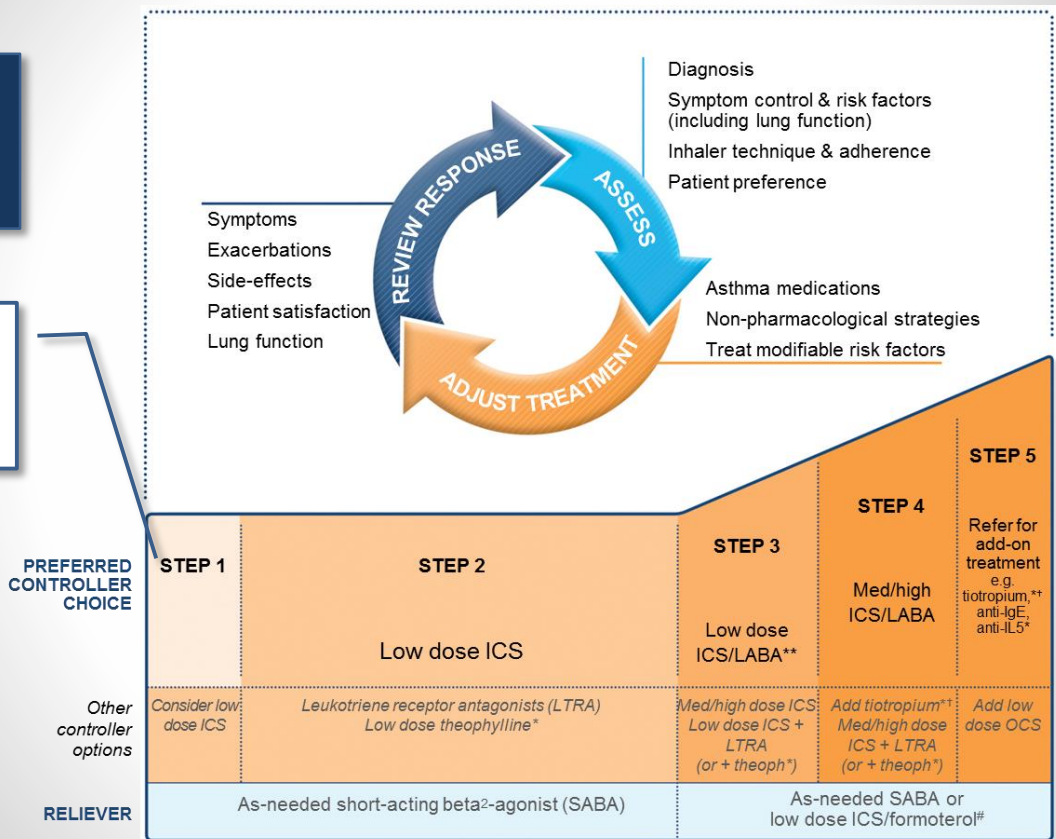 Diagnosis
Symptom control & risk factors
(including lung function)
Inhaler technique & adherence
Patient preference
REVIEW RESPONSE
ASSESS
ADJUST TREATMENT
Symptoms
Exacerbations
Side-effects
Patient satisfaction
Lung function
Asthma medications
Non-pharmacological strategies
Treat modifiable risk factors
PREFERRED
CONTROLLER
CHOICE
STEP 1
STEP 2
Low dose ICS
STEP 3
Low dose
ICS/LABA**
STEP 4
Med/high
ICS/LABA
STEP 5
Refer for
add-on
treatment
e.g.
tiotropium,*†
anti-IgE,
anti-IL5*
Other
controller
options
Consider low
dose ICS
Leukotriene receptor antagonists (LTRA)
Low dose theophylline*
Med/high dose ICS
Low dose ICS +
LTRA
(or + theoph*)
Add tiotropium*†
Med/high dose
ICS + LTRA
(or + theoph*)
Add low
dose OCS
RELIEVER
As-needed short-acting beta2-agonist (SABA)
As-needed SABA or
low dose ICS/formoterol#